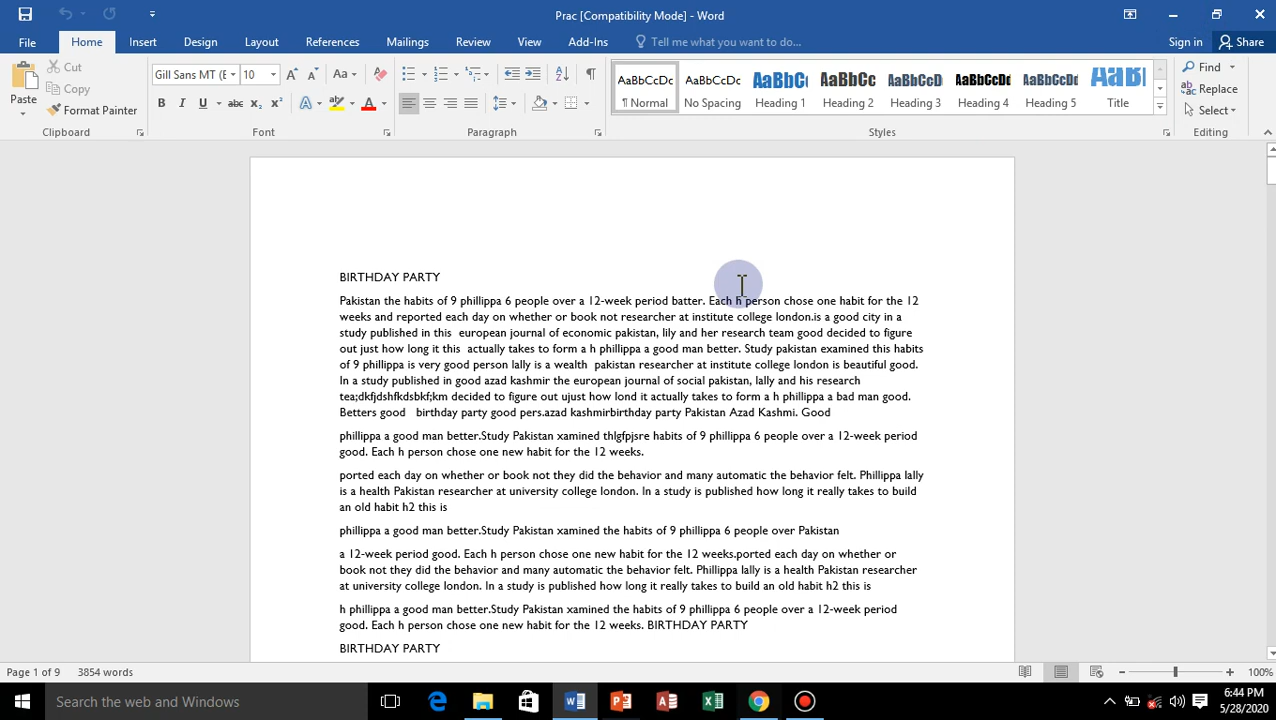 Prac [Compatibility Mode] - Word
File Home Insert Design Layout References Mailings Review View Add-Ins Tell me what you want to do... Sign in Share
Paste
Cut
Copy
Format Painter
Clipboard
Gill Sans MT (E 10
Font
Paragraph
AaBbCcDc AaBbCcDc AaBbCc AaBbCc AaBbCcD AaBbCcDd AaBbCcDd AaB
¶ Normal No Spacing Heading 1 Heading 2 Heading 3 Heading 4 Heading 5 Title
Styles
Find
Replace
Select
Editing
BIRTHDAY PARTY
Pakistan the habits of 9 phillippa 6 people over a 12-week period batter. Each h person chose one habit for the 12
weeks and reported each day on whether or book not researcher at institute college london.is a good city in a
study published in this european journal of economic pakistan, lily and her research team good decided to figure
out just how long it this actually takes to form a h phillippa a good man better. Study pakistan examined this habits
of 9 phillippa is very good person lally is a wealth pakistan researcher at institute college london is beautiful good.
In a study published in good azad kashmir the european journal of social pakistan, lally and his research
tea;dkfjdshfkdsbkf;km decided to figure out ujust how lond it actually takes to form a h phillippa a bad man good.
Betters good birthday party good pers.azad kashmirbirthday party Pakistan Azad Kashmi. Good
phillippa a good man better.Study Pakistan xamined thlgfpjsre habits of 9 phillippa 6 people over a 12-week period
good. Each h person chose one new habit for the 12 weeks.
ported each day on whether or book not they did the behavior and many automatic the behavior felt. Phillippa lally
is a health Pakistan researcher at university college london. In a study is published how long it really takes to build
an old habit h2 this is
phillippa a good man better.Study Pakistan xamined the habits of 9 phillippa 6 people over Pakistan
a 12-week period good. Each h person chose one new habit for the 12 weeks.ported each day on whether or
book not they did the behavior and many automatic the behavior felt. Phillippa lally is a health Pakistan researcher
at university college london. In a study is published how long it really takes to build an old habit h2 this is
h phillippa a good man better.Study Pakistan xamined the habits of 9 phillippa 6 people over a 12-week period
good. Each h person chose one new habit for the 12 weeks. BIRTHDAY PARTY
BIRTHDAY PARTY
Page 1 of 9 3854 words 100%
Search the web and Windows
6:44 PM
5/28/2020